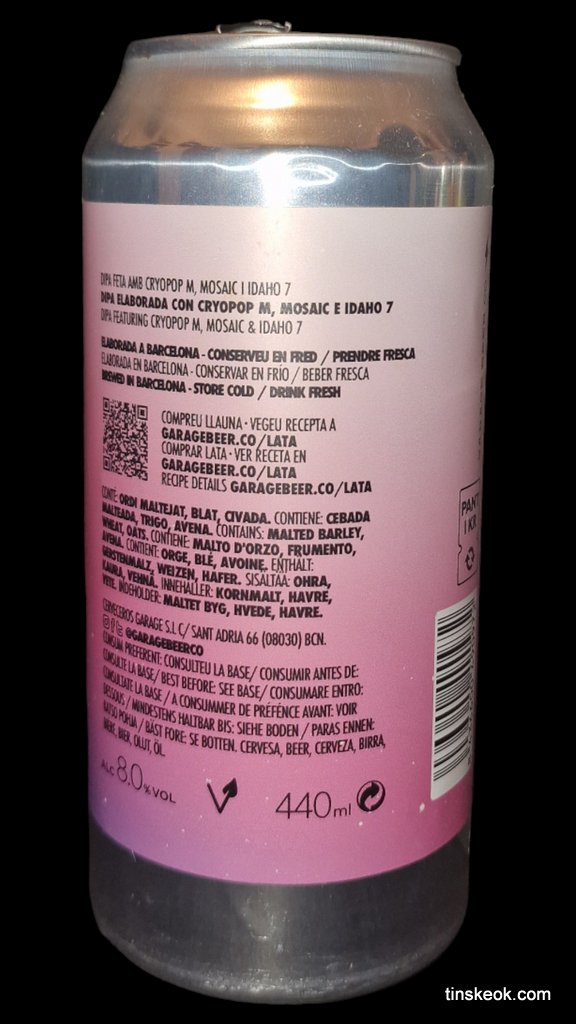 DIPA FETA AMB CRYOPOP M, MOSAIC I IDAHO 7
DIPA ELABORADA CON CRYOPOP M, MOSAIC E IDAHO 7
DIPA FEATURING CRYOPOP M, MOSAIC & IDAHO 7
ELABORADA A BARCELONA - CONSERVEU EN FRED / PRENDRE FRESCA
ELABORADA EN BARCELONA - CONSERVAR EN FRÍO / BEBER FRESCA
BREWED IN BARCELONA - STORE COLD / DRINK FRESH
COMPREU LLAUNA · VEGEU RECEPTA A
GARAGEBEER.CO/LATA
COMPRAR LATA · VER RECETA EN
GARAGEBEER.CO/LATA
RECIPE DETAILS GARAGEBEER.CO/LATA
CONTÉ: ORDI MALTEJAT, BLAT, CIVADA. CONTIENE: CEBADA
MALTEADA, TRIGO, AVENA. CONTAINS: MALTED BARLEY,
WHEAT, OATS. CONTIENE: MALTO D'ORZO, FRUMENTO,
AVENA. CONTIENT: ORGE, BLÉ, AVOINE. ENTHÄLT:
GERSTENMALZ, WEIZEN, HAFER. SISÄLTÄÄ: OHRA,
KAURA, VEHNÄ. INNEHÅLLER: KORNMALT, HAVRE,
VETE. INDEHOLDER: MALTET BYG, HVEDE, HAVRE.
CERVECEROS GARAGE S.L C/ SANT ADRIA 66 (08030) BCN.
@GARAGEBEERCO
CONSUM PREFERENT: CONSULTEU LA BASE/ CONSUMIR ANTES DE:
CONSULTE LA BASE/ BEST BEFORE: SEE BASE/ CONSUMARE ENTRO:
CONSULTATE LA BASE / A CONSUMMER DE PRÉFÉNCE AVANT: VOIR
DESSOUS / MINDESTENS HALTBAR BIS: SIEHE BODEN / PARAS ENNEN:
KATSO POHJA / BÄST FÖRE: SE BOTTEN. CERVESA, BEER, CERVEZA, BIRRA,
BIÈRE, BIER, OLUT, ÖL.
ALC 8.0% VOL
V
440ml
PANT
1 KR
tinskeok.com